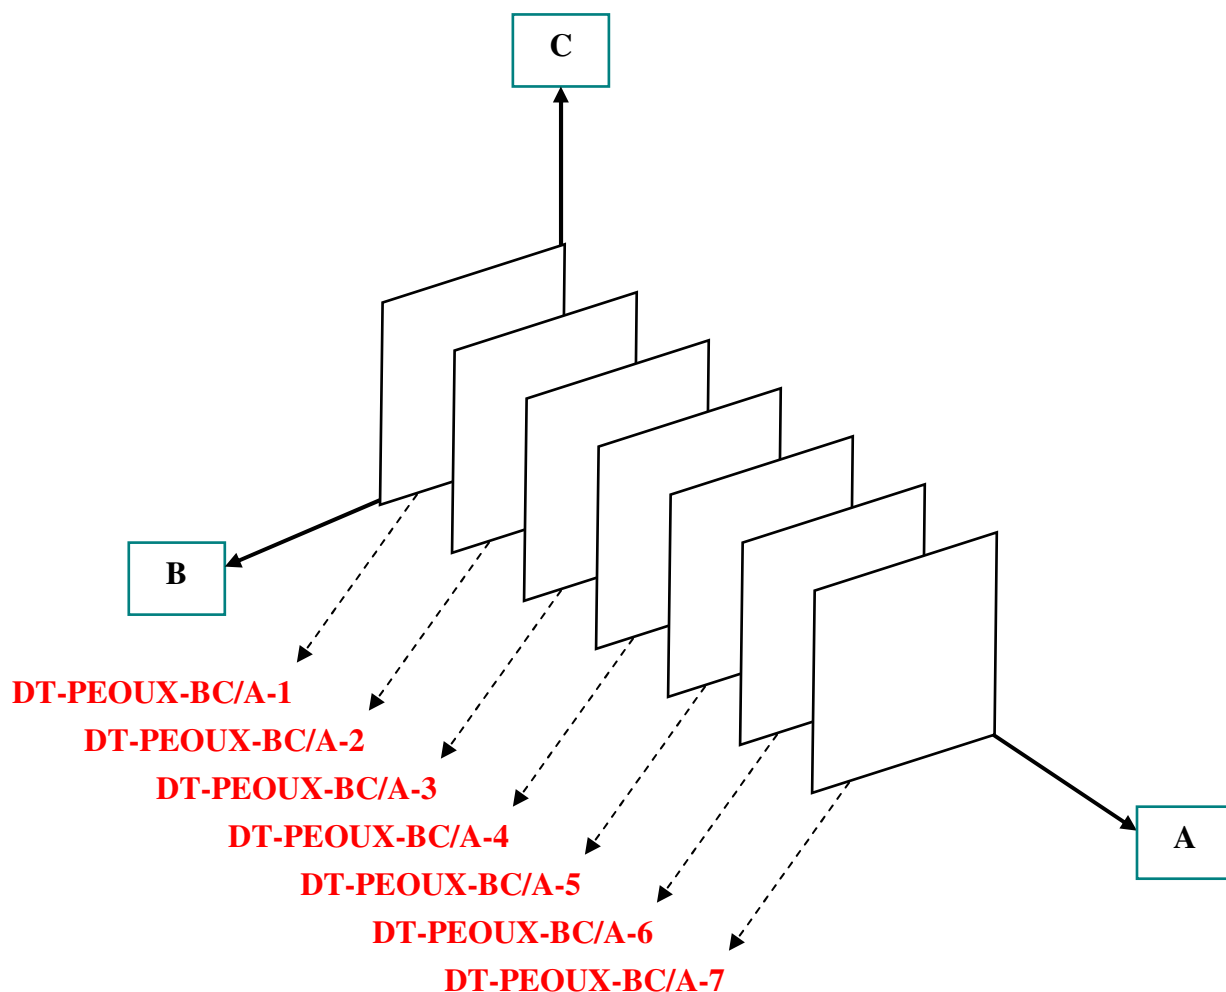 C
B
DT-PEOUX-BC/A-1
DT-PEOUX-BC/A-2
DT-PEOUX-BC/A-3
DT-PEOUX-BC/A-4
A
DT-PEOUX-BC/A-5
DT-PEOUX-BC/A-6
DT-PEOUX-BC/A-7